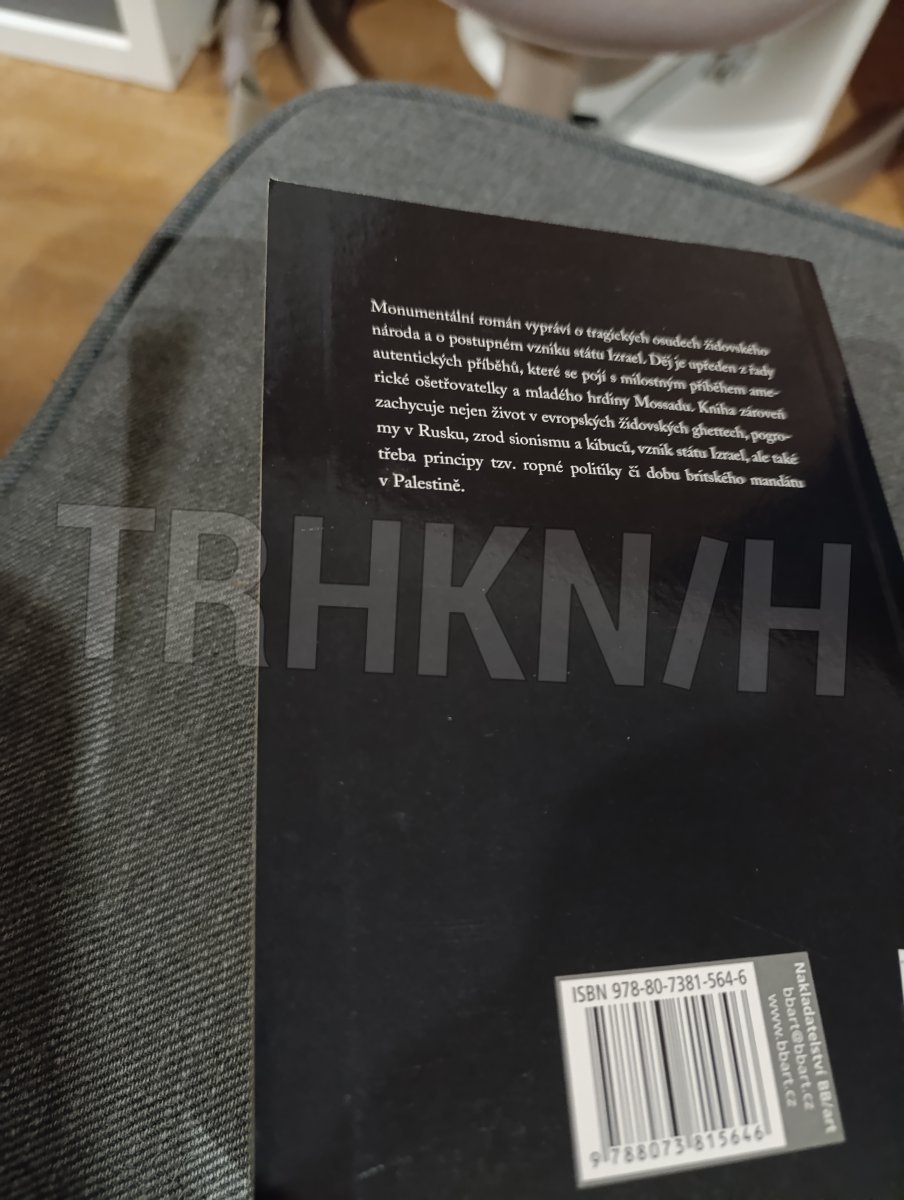 Monumentální román vypráví o tragických osudech židovského
národa a o postupném vzniku státu Izrael. Děj je upředen z řady
autentických příběhů, které se pojí s milostným příběhem ame-
rické ošetřovatelky a mladého hrdiny Mossadu. Kniha zároveň
zachycuje nejen život v evropských židovských ghettech, pogro-
my v Rusku, zrod sionismu a kibuců, vznik státu Izrael, ale také
třeba principy tzv. ropné politiky či dobu britského mandátu
v Palestině.
TRHKN/H
ISBN 978-80-7381-564-6
9 788073 815646
Nakladatelství BB/art
bbart@bbart.cz
www.bbart.cz